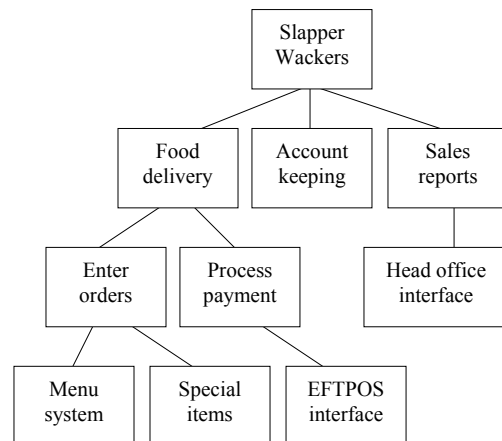 Slapper
Wackers
Food
delivery
Account
keeping
Sales
reports
Enter
orders
Process
payment
Head office
interface
Menu
system
Special
items
EFTPOS
interface